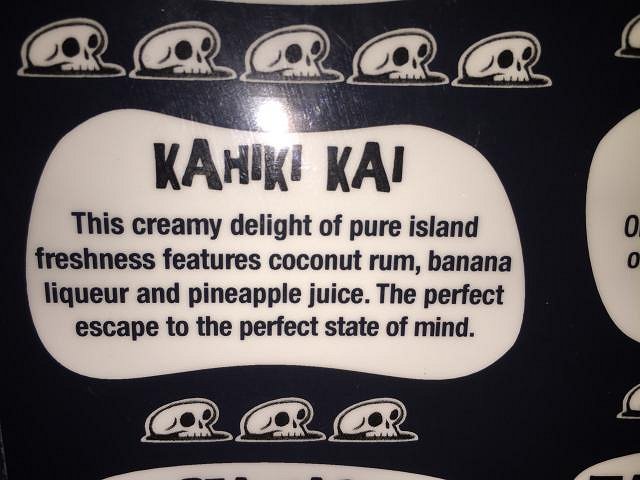 KAHIKI KAI
This creamy delight of pure island
freshness features coconut rum, banana
liqueur and pineapple juice. The perfect
escape to the perfect state of mind.